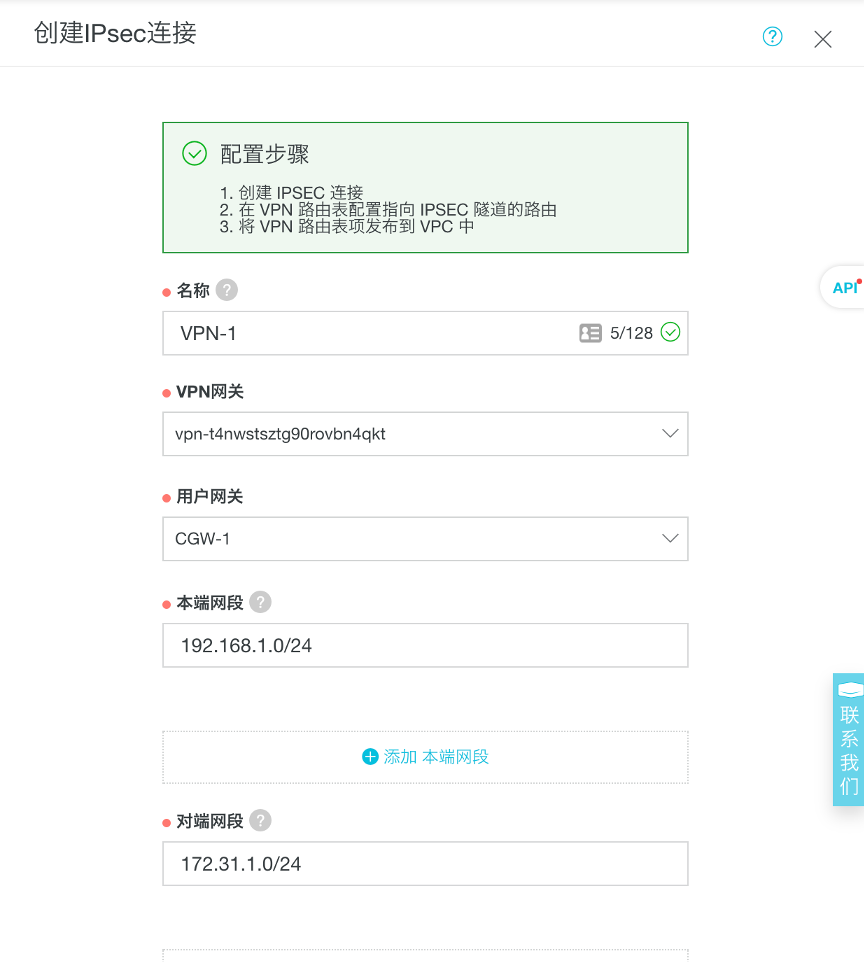 创建IPsec连接
?
配置步骤
1. 创建 IPSEC 连接
2. 在 VPN 路由表配置指向 IPSEC 隧道的路由
3. 将 VPN 路由表项发布到 VPC 中
API
名称 ?
VPN-1 5/128
VPN网关
vpn-t4nwstsztg90rovbn4qkt
用户网关
CGW-1
本端网段 ?
192.168.1.0/24
联系我们
添加 本端网段
对端网段 ?
172.31.1.0/24